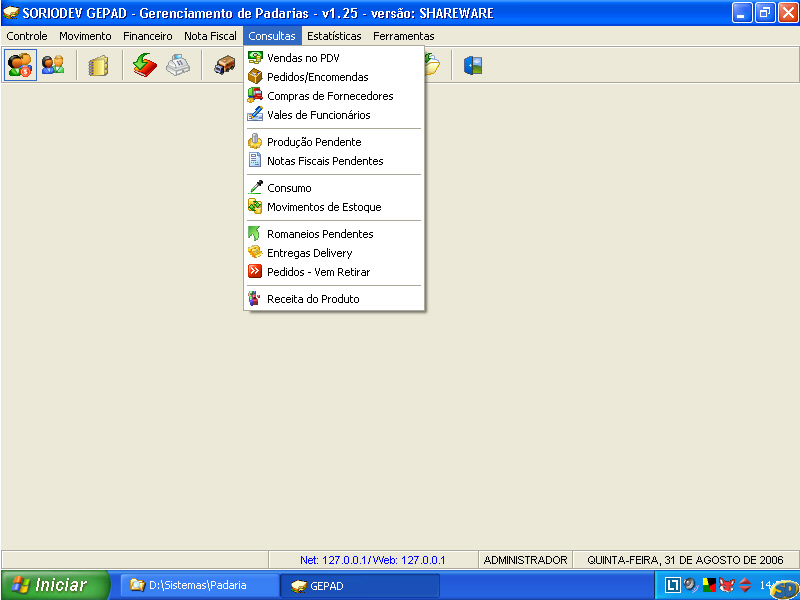 SORIODEV GEPAD - Gerenciamento de Padarias - v1.25 - versão: SHAREWARE
Controle Movimento Financeiro Nota Fiscal Consultas Estatísticas Ferramentas
Vendas no PDV
Pedidos/Encomendas
Compras de Fornecedores
Vales de Funcionários
Produção Pendente
Notas Fiscais Pendentes
Consumo
Movimentos de Estoque
Romaneios Pendentes
Entregas Delivery
Pedidos - Vem Retirar
Receita do Produto
Net: 127.0.0.1/Web: 127.0.0.1 ADMINISTRADOR QUINTA-FEIRA, 31 DE AGOSTO DE 2006
Iniciar D:\Sistemas\Padaria GEPAD 14